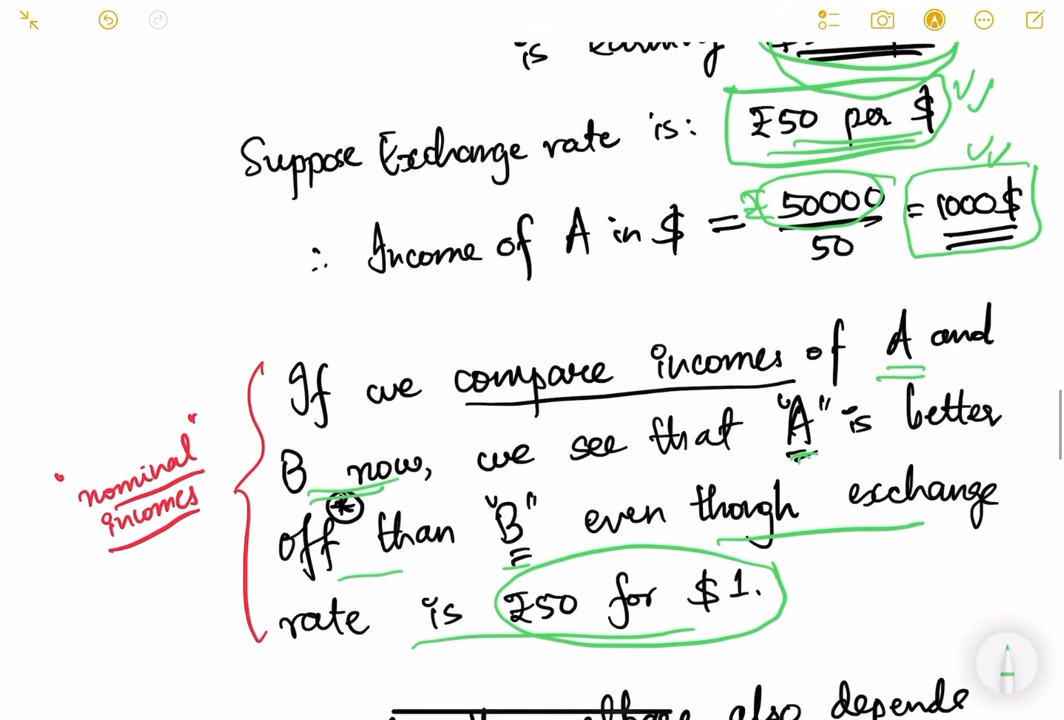 is earning
Suppose Exchange rate is: ₹50 per $
∴ Income of A in $ = ₹ 50000 / 50 = 1000$
If we compare incomes of A and
B now, we see that "A" is better
off * than "B" even though exchange
rate is ₹50 for $1.
"nominal"
incomes
also depends